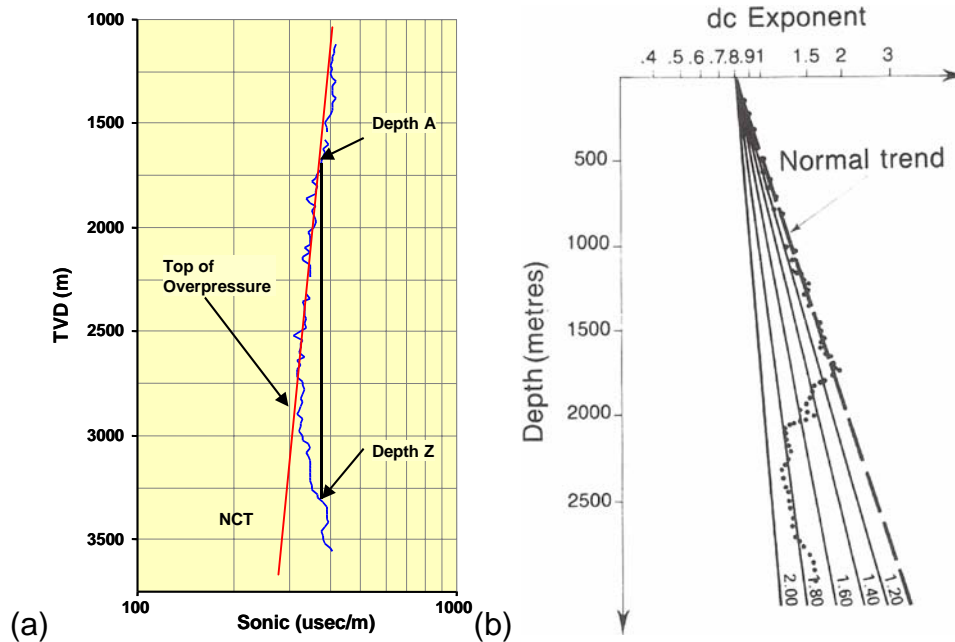 1000
1500
2000
2500
3000
3500
TVD (m)
Depth A
Top of
Overpressure
Depth Z
NCT
100
1000
Sonic (usec/m)
(a)
dc Exponent
.4 .5 .6 .7 .8 .9 1 1.5 2 3
500
1000
1500
2000
2500
Depth (metres)
Normal trend
2.00 1.80 1.60 1.40 1.20
(b)